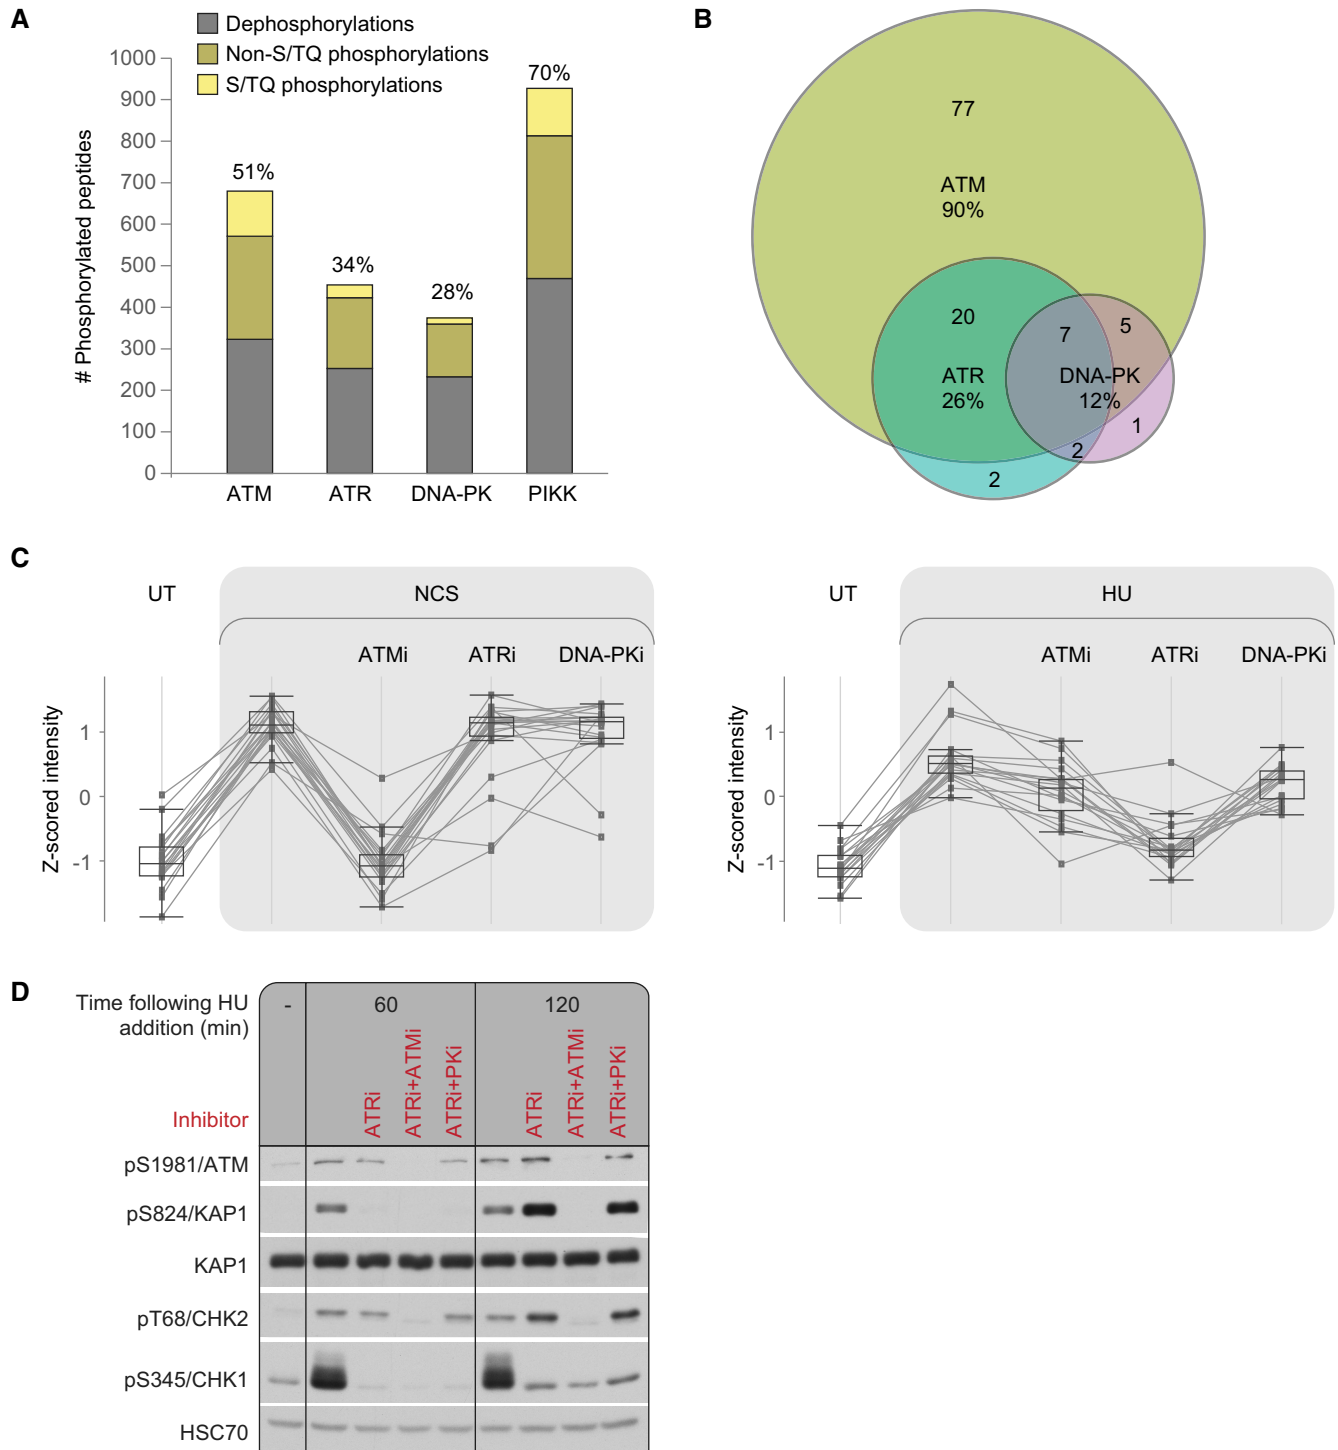 A
Dephosphorylations
Non-S/TQ phosphorylations
S/TQ phosphorylations
# Phosphorylated peptides
1000
900
800
700
600
500
400
300
200
100
0
51%
34%
28%
70%
ATM
ATR
DNA-PK
PIKK
B
77
ATM
90%
20
7
5
ATR
26%
DNA-PK
12%
1
2
2
C
UT
NCS
ATMi
ATRi
DNA-PKi
Z-scored intensity
1
0
-1
UT
HU
ATMi
ATRi
DNA-PKi
Z-scored intensity
1
0
-1
D
Time following HU
addition (min)
-
60
120
Inhibitor
ATRi
ATRi+ATMi
ATRi+PKi
ATRi
ATRi+ATMi
ATRi+PKi
pS1981/ATM
pS824/KAP1
KAP1
pT68/CHK2
pS345/CHK1
HSC70